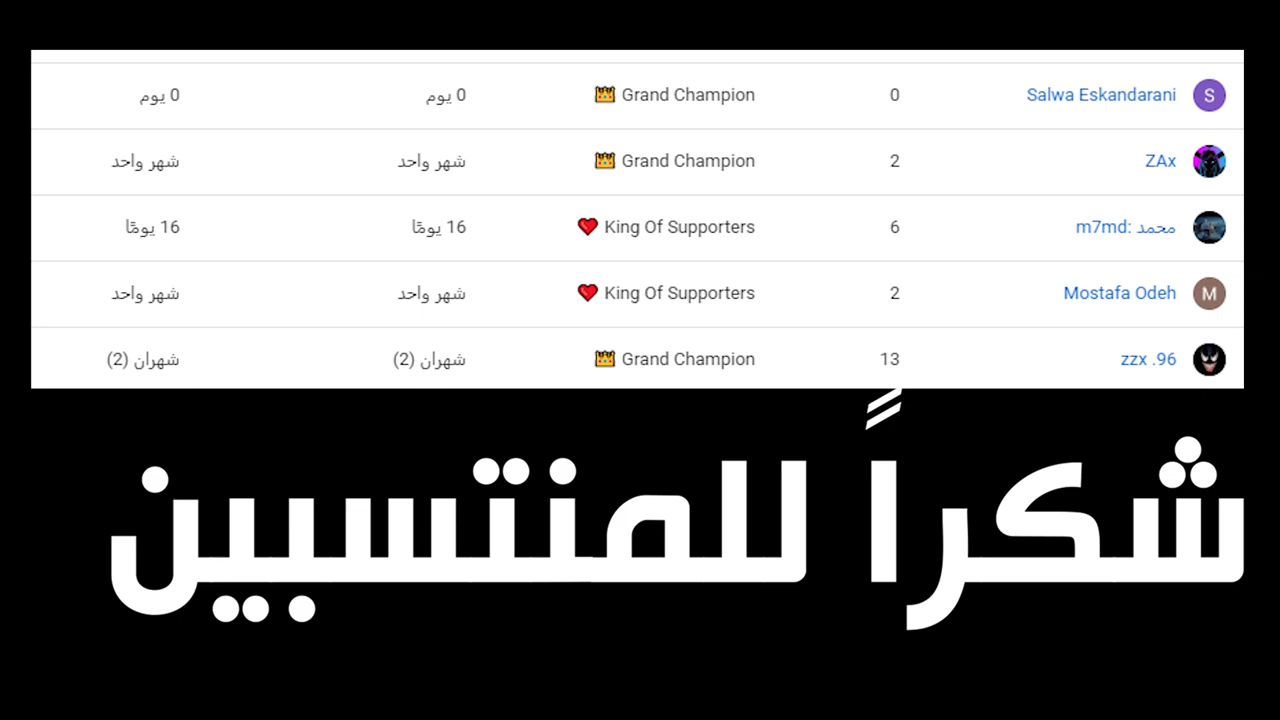 S Salwa Eskandarani 0 👑 Grand Champion 0 يوم 0 يوم
ZAx 2 👑 Grand Champion شهر واحد شهر واحد
محمد :m7md 6 ❤️ King Of Supporters 16 يومًا 16 يومًا
M Mostafa Odeh 2 ❤️ King Of Supporters شهر واحد شهر واحد
zzx .96 13 👑 Grand Champion شهران (2) شهران (2)
شكراً للمنتسبين